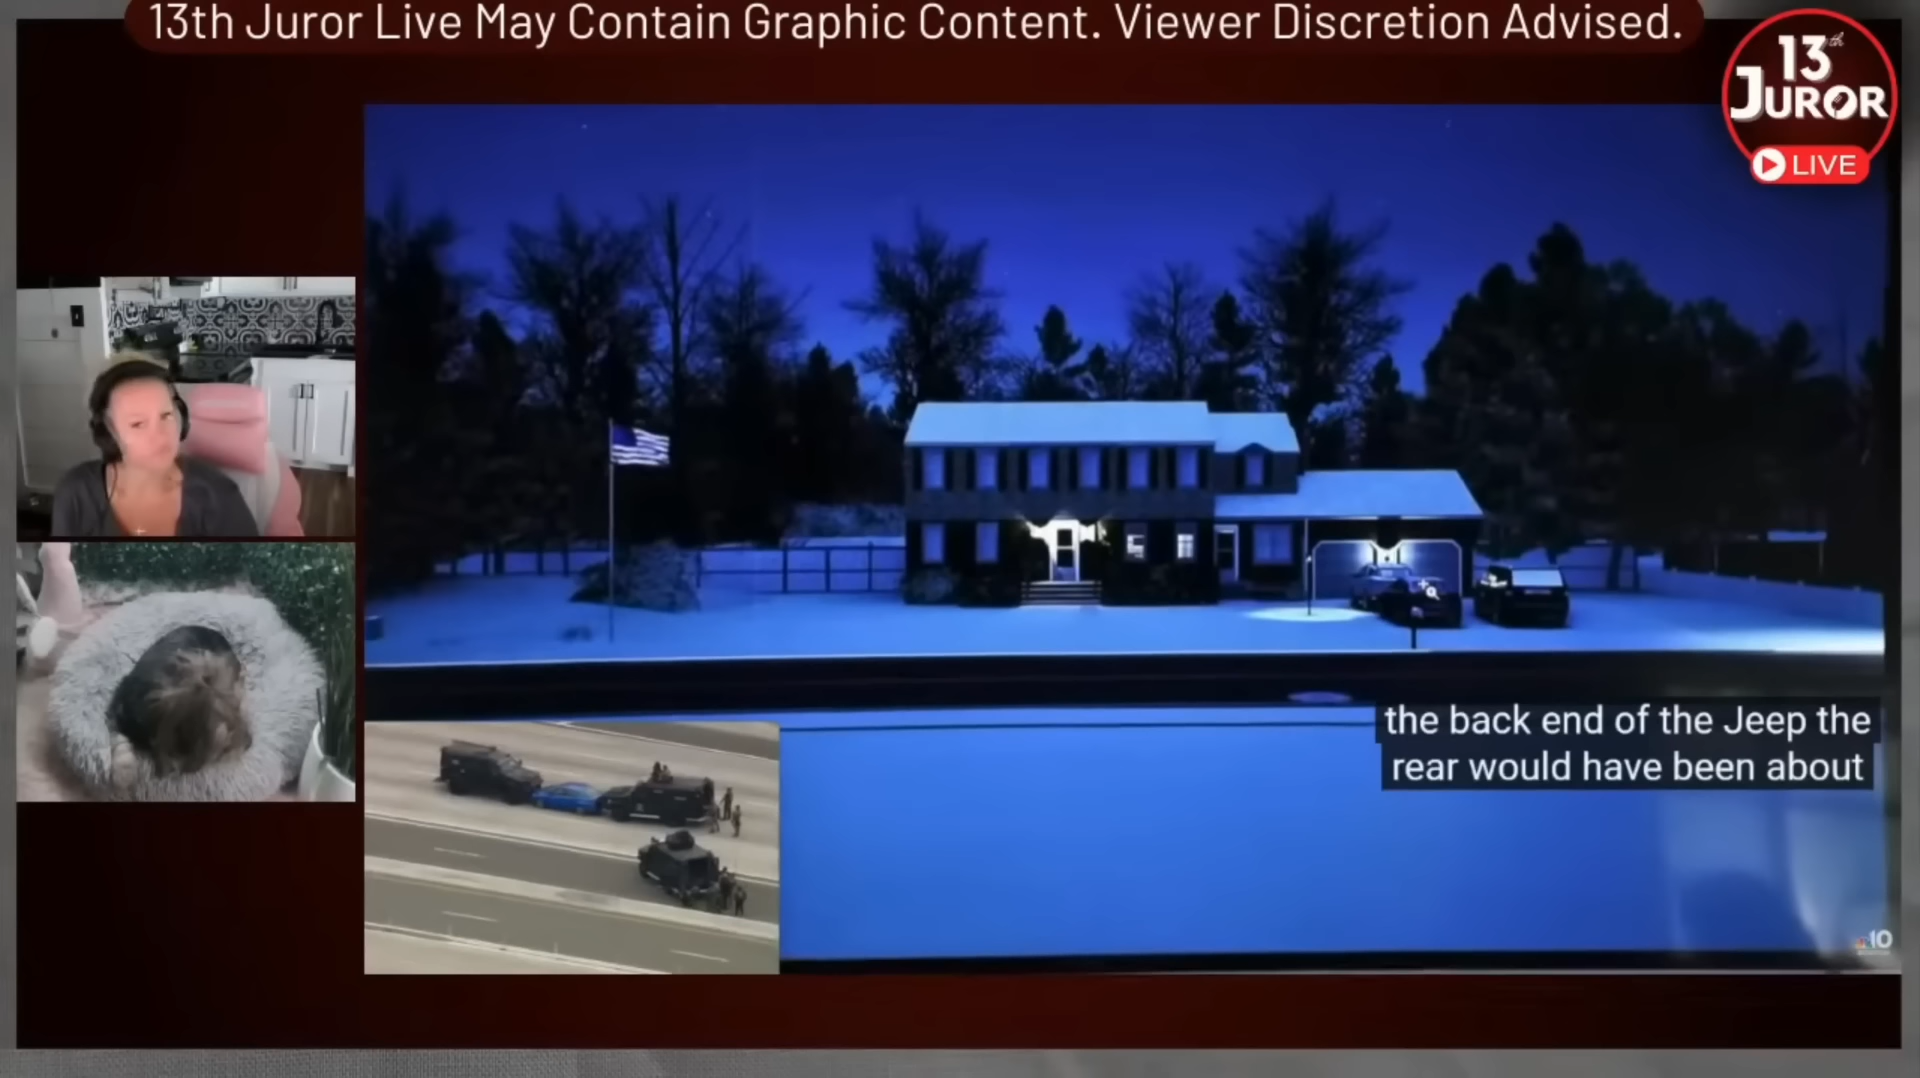 13th Juror Live May Contain Graphic Content. Viewer Discretion Advised.
13th
JUROR
LIVE
the back end of the Jeep the
rear would have been about
10